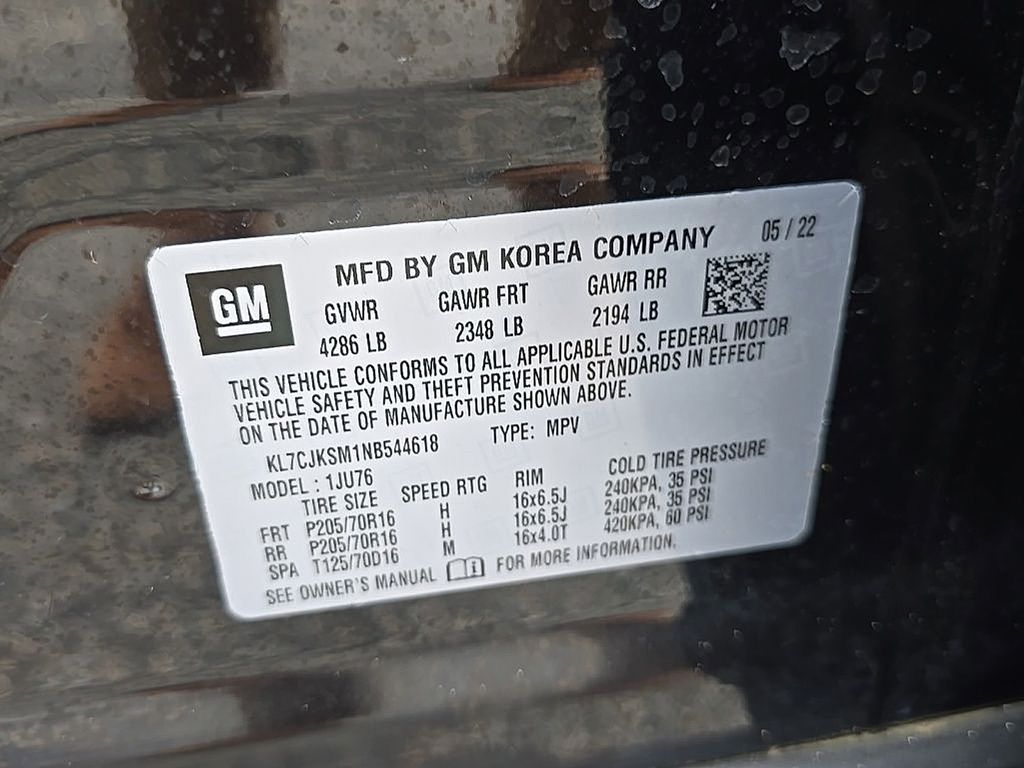 GM
MFD BY GM KOREA COMPANY 05 / 22
GVWR GAWR FRT GAWR RR
4286 LB 2348 LB 2194 LB
THIS VEHICLE CONFORMS TO ALL APPLICABLE U.S. FEDERAL MOTOR
VEHICLE SAFETY AND THEFT PREVENTION STANDARDS IN EFFECT
ON THE DATE OF MANUFACTURE SHOWN ABOVE.
KL7CJKSM1NB544618 TYPE: MPV
MODEL : 1JU76
TIRE SIZE SPEED RTG RIM COLD TIRE PRESSURE
FRT P205/70R16 H 16x6.5J 240KPA, 35 PSI
RR P205/70R16 H 16x6.5J 240KPA, 35 PSI
SPA T125/70D16 M 16x4.0T 420KPA, 60 PSI
SEE OWNER'S MANUAL i FOR MORE INFORMATION.